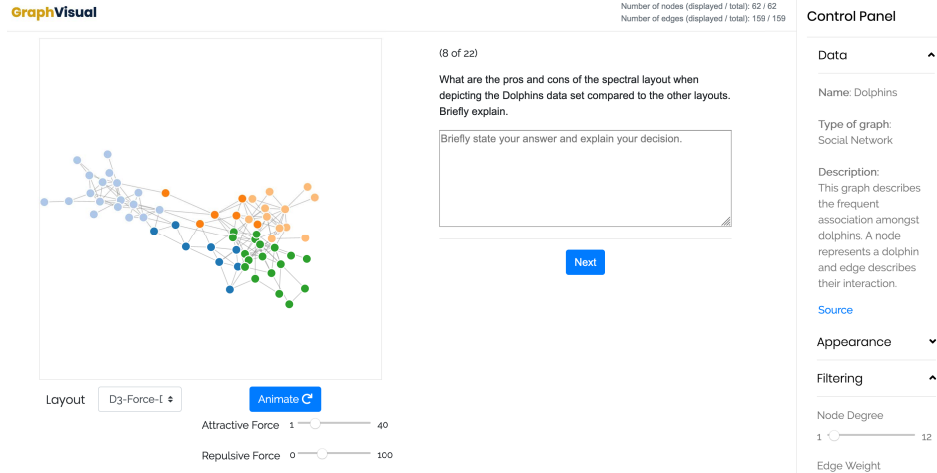 GraphVisual
Number of nodes (displayed / total): 62 / 62
Number of edges (displayed / total): 159 / 159
(8 of 22)
What are the pros and cons of the spectral layout when
depicting the Dolphins data set compared to the other layouts.
Briefly explain.
Briefly state your answer and explain your decision.
Next
Layout
D3-Force-D
Animate
Attractive Force 1 40
Repulsive Force 0 100
Control Panel
Data
Name: Dolphins
Type of graph:
Social Network
Description:
This graph describes
the frequent
association amongst
dolphins. A node
represents a dolphin
and edge describes
their interaction.
Source
Appearance
Filtering
Node Degree
1 12
Edge Weight